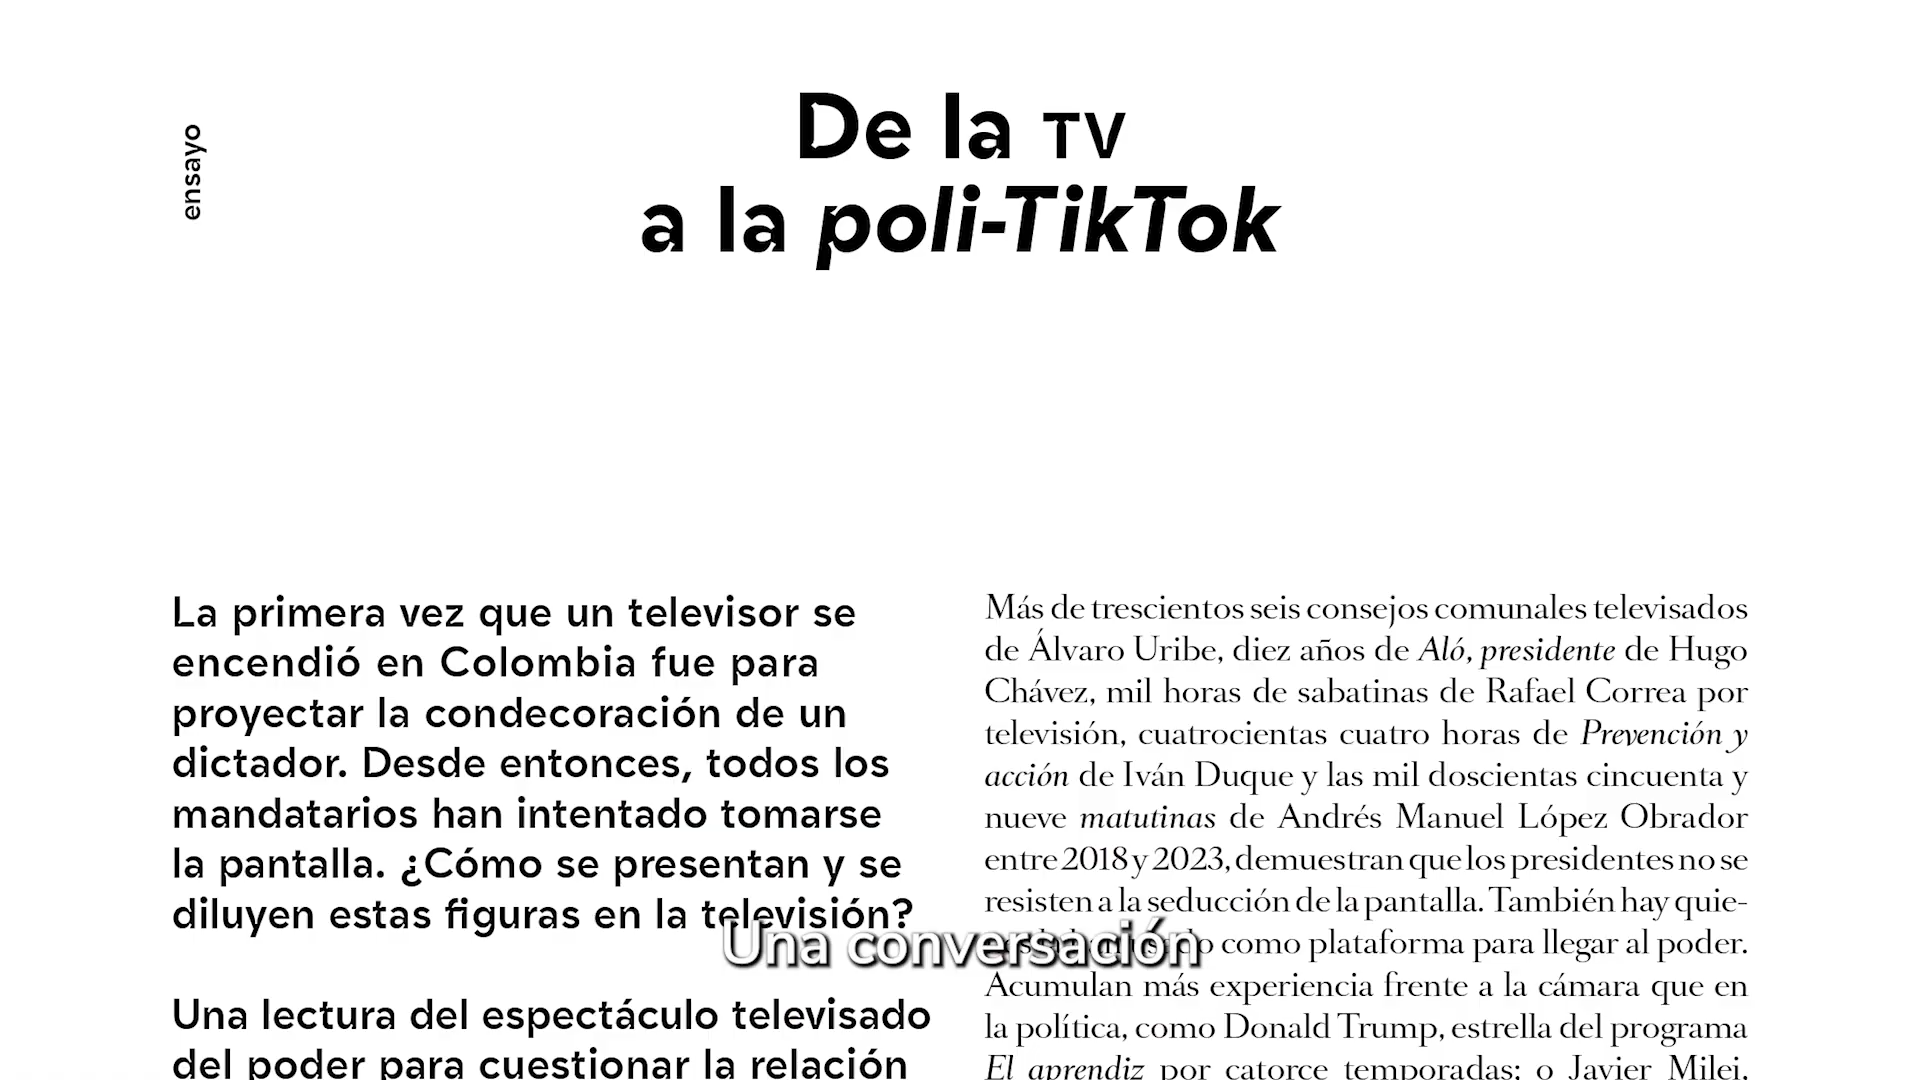 ensayo
De la TV
a la poli-TikTok
La primera vez que un televisor se
encendió en Colombia fue para
proyectar la condecoración de un
dictador. Desde entonces, todos los
mandatarios han intentado tomarse
la pantalla. ¿Cómo se presentan y se
diluyen estas figuras en la televisión?
Una lectura del espectáculo televisado
del poder para cuestionar la relación
Más de trescientos seis consejos comunales televisados
de Álvaro Uribe, diez años de Aló, presidente de Hugo
Chávez, mil horas de sabatinas de Rafael Correa por
televisión, cuatrocientas cuatro horas de Prevención y
acción de Iván Duque y las mil doscientas cincuenta y
nueve matutinas de Andrés Manuel López Obrador
entre 2018 y 2023, demuestran que los presidentes no se
resisten a la seducción de la pantalla. También hay quie-
como plataforma para llegar al poder.
Acumulan más experiencia frente a la cámara que en
la política, como Donald Trump, estrella del programa
El aprendiz por catorce temporadas; o Javier Milei,
Una conversación